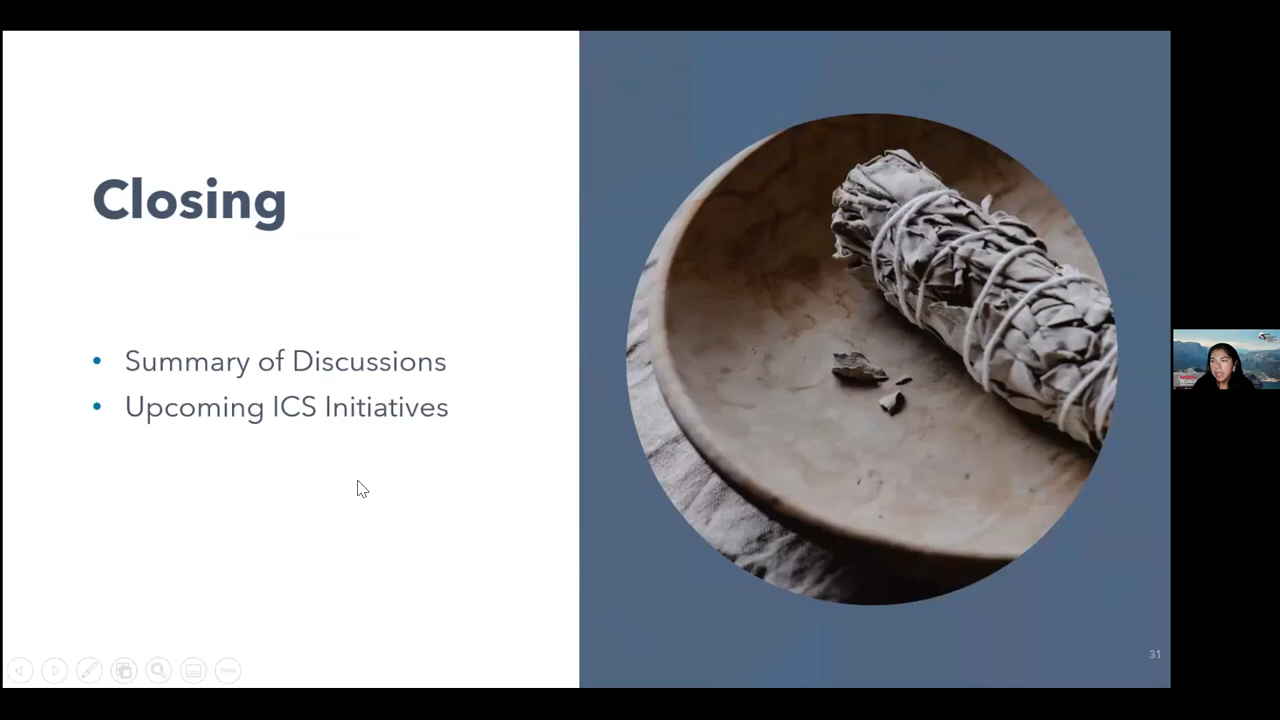 Closing
• Summary of Discussions
• Upcoming ICS Initiatives
31